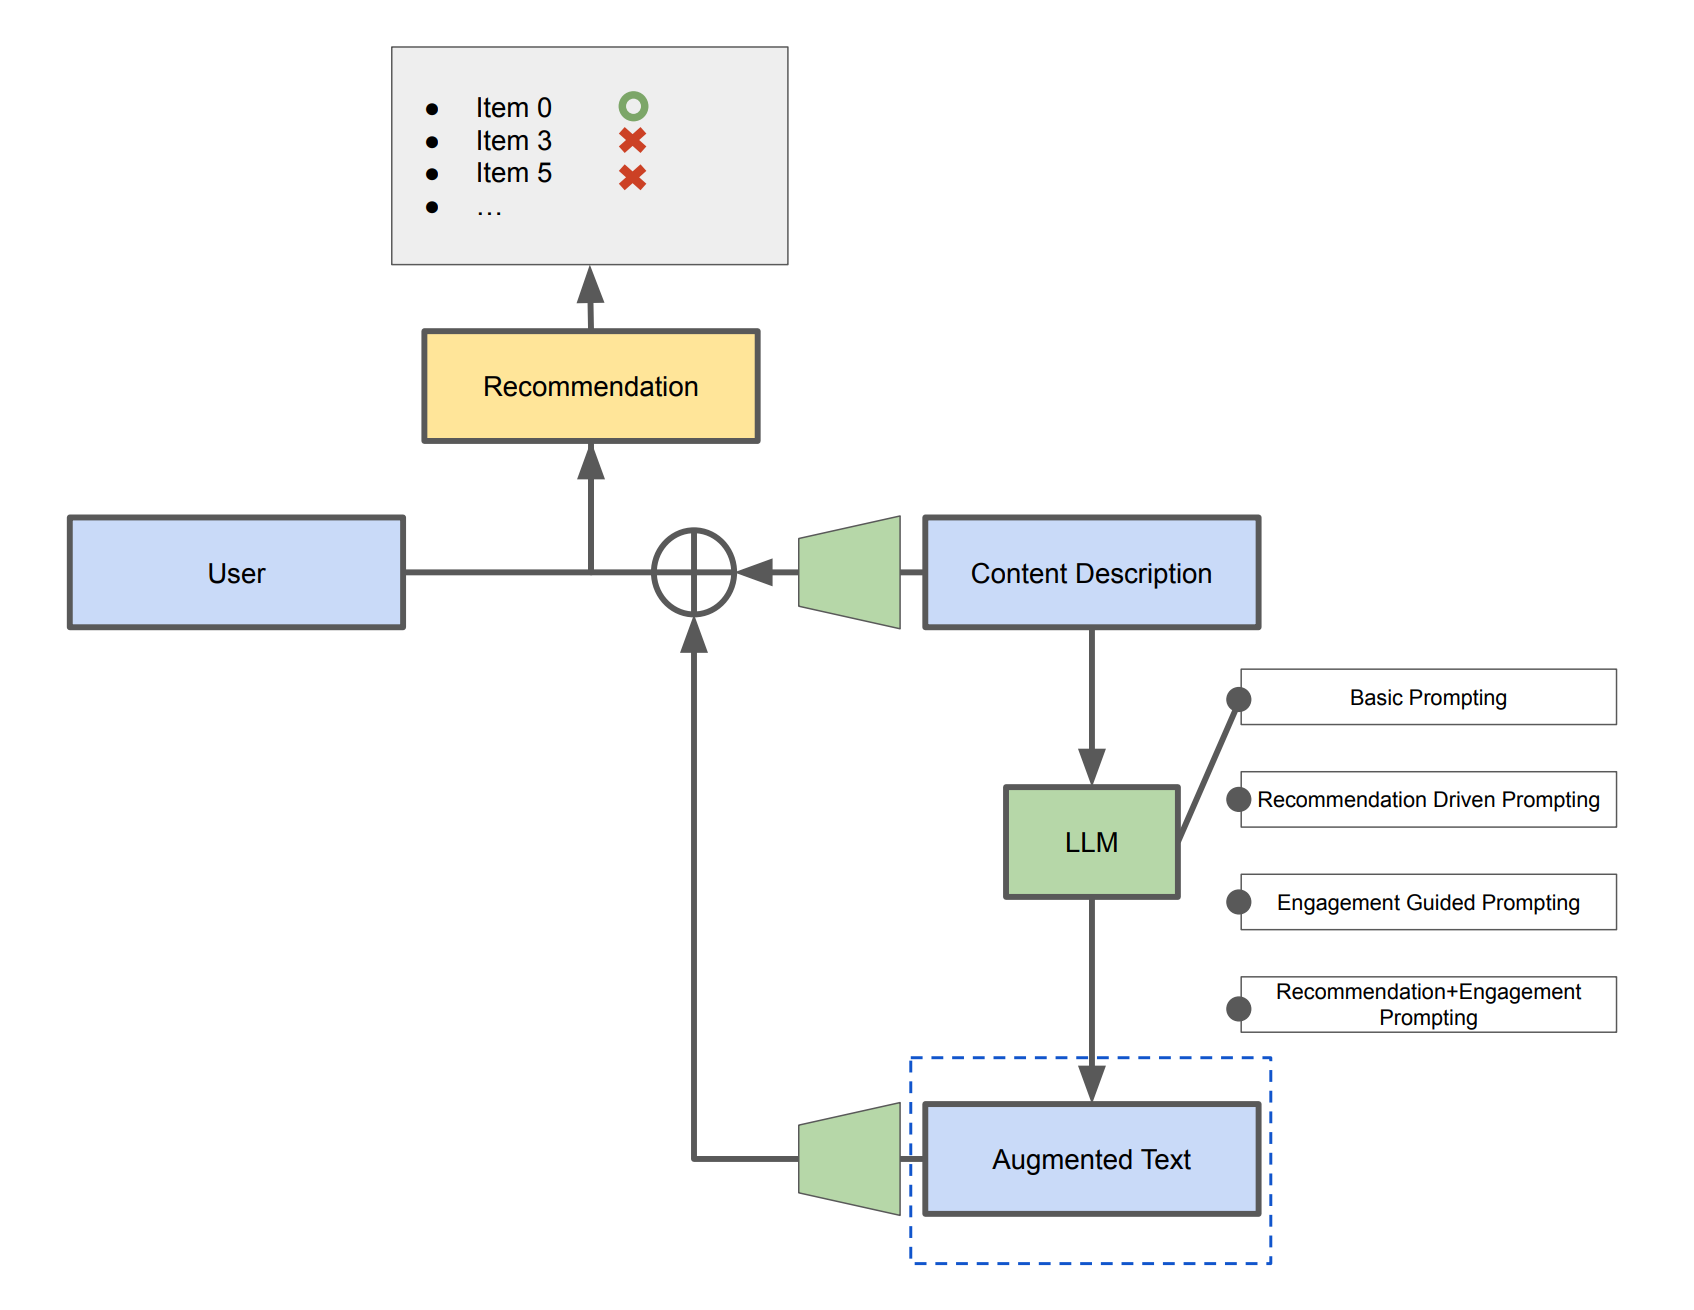 ● Item 0
● Item 3
● Item 5
● …
Recommendation
User
Content Description
Basic Prompting
Recommendation Driven Prompting
LLM
Engagement Guided Prompting
Recommendation+Engagement
Prompting
Augmented Text